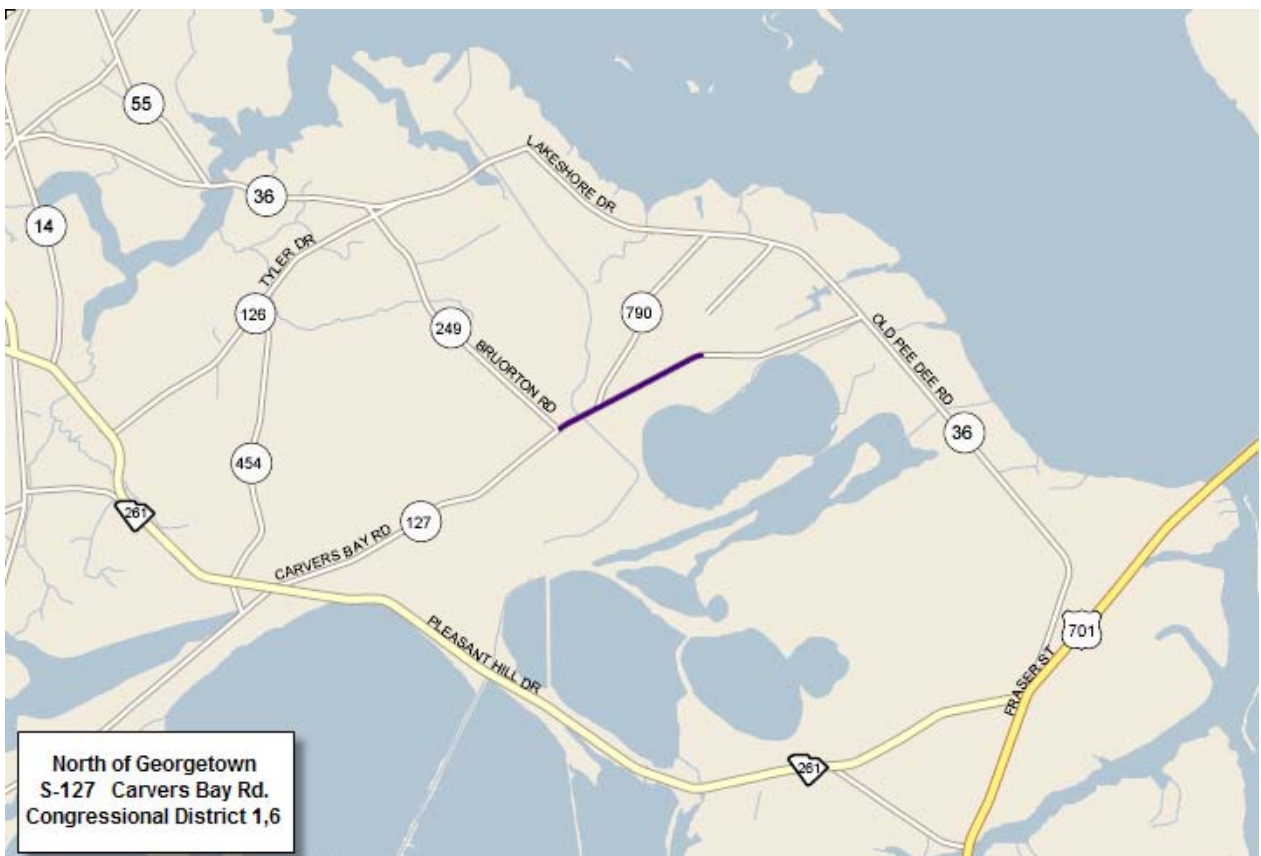 55
LAKESHORE DR
36
14
TYLER DR
126
790
249
BRUORTON RD
OLD PEE DEE RD
36
454
261
127
CARVERS BAY RD
PLEASANT HILL DR
701
FRASER ST
261
North of Georgetown
S-127 Carvers Bay Rd.
Congressional District 1,6